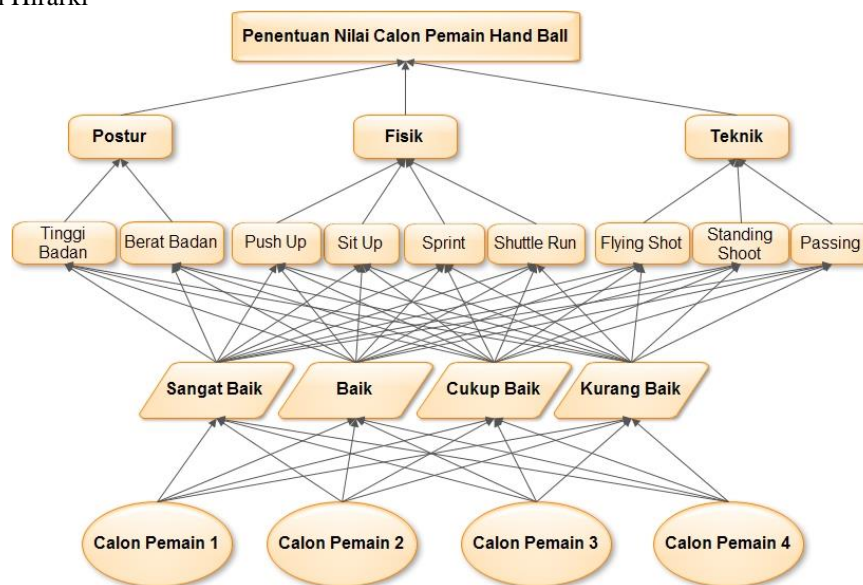 Penentuan Nilai Calon Pemain Hand Ball
Postur
Fisik
Teknik
Tinggi
Badan
Berat Badan
Push Up
Sit Up
Sprint
Shuttle Run
Flying Shot
Standing
Shoot
Passing
Sangat Baik
Baik
Cukup Baik
Kurang Baik
Calon Pemain 1
Calon Pemain 2
Calon Pemain 3
Calon Pemain 4